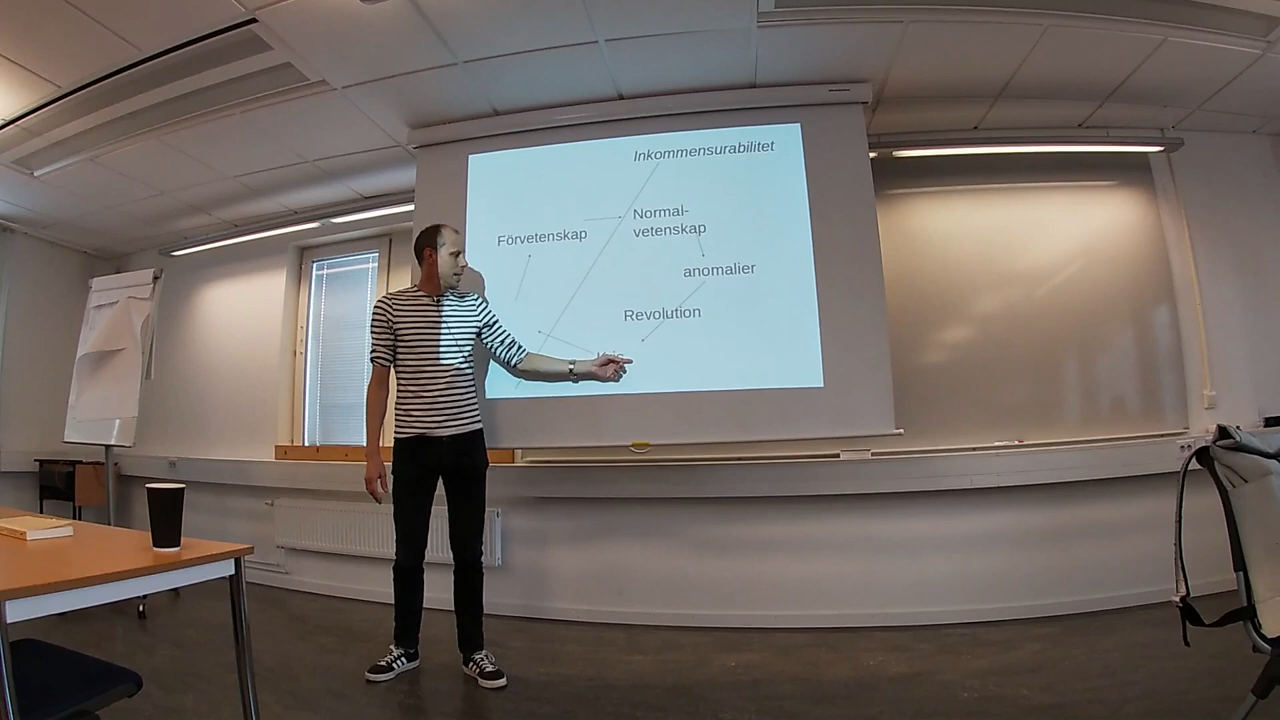 Inkommensurabilitet
Normal-
vetenskap
Förvetenskap
anomalier
Revolution